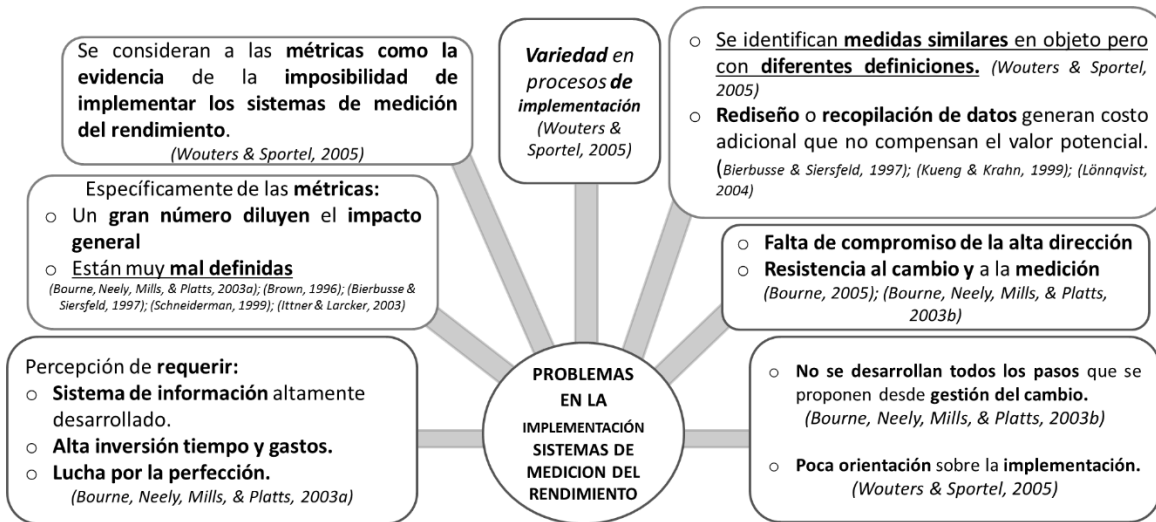 Se consideran a las métricas como la
evidencia de la imposibilidad de
implementar los sistemas de medición
del rendimiento.
(Wouters & Sportel, 2005)
Variedad en
procesos de
implementación
(Wouters &
Sportel, 2005)
o Se identifican medidas similares en objeto pero
con diferentes definiciones. (Wouters & Sportel,
2005)
o Rediseño o recopilación de datos generan costo
adicional que no compensan el valor potencial.
(Bierbusse & Siersfeld, 1997); (Kueng & Krahn, 1999); (Lönnqvist,
2004)
Específicamente de las métricas:
o Un gran número diluyen el impacto
general
o Están muy mal definidas
(Bourne, Neely, Mills, & Platts, 2003a); (Brown, 1996); (Bierbusse &
Siersfeld, 1997); (Schneiderman, 1999); (Ittner & Larcker, 2003)
o Falta de compromiso de la alta dirección
o Resistencia al cambio y a la medición
(Bourne, 2005); (Bourne, Neely, Mills, & Platts,
2003b)
Percepción de requerir:
o Sistema de información altamente
desarrollado.
o Alta inversión tiempo y gastos.
o Lucha por la perfección.
(Bourne, Neely, Mills, & Platts, 2003a)
PROBLEMAS
EN LA
IMPLEMENTACIÓN
SISTEMAS DE
MEDICION DEL
RENDIMIENTO
o No se desarrollan todos los pasos que se
proponen desde gestión del cambio.
(Bourne, Neely, Mills, & Platts, 2003b)
o Poca orientación sobre la implementación.
(Wouters & Sportel, 2005)